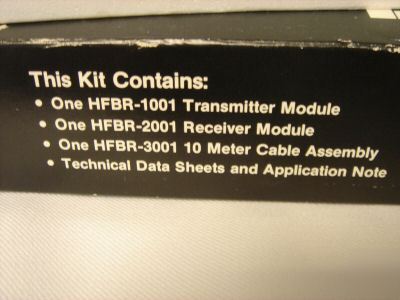 This Kit Contains:
• One HFBR-1001 Transmitter Module
• One HFBR-2001 Receiver Module
• One HFBR-3001 10 Meter Cable Assembly
• Technical Data Sheets and Application Note